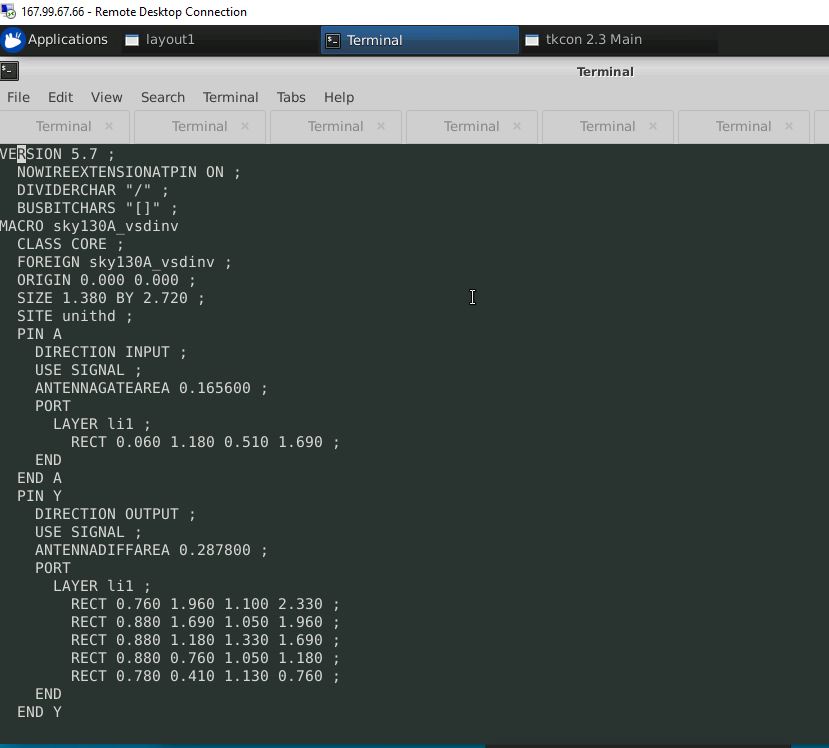 167.99.67.66 - Remote Desktop Connection
Applications layout1 Terminal tkcon 2.3 Main
Terminal
File Edit View Search Terminal Tabs Help
Terminal × Terminal × Terminal × Terminal × Terminal × Terminal ×
VERSION 5.7 ;
  NOWIREEXTENSIONATPIN ON ;
  DIVIDERCHAR "/" ;
  BUSBITCHARS "[]" ;
MACRO sky130A_vsdinv
  CLASS CORE ;
  FOREIGN sky130A_vsdinv ;
  ORIGIN 0.000 0.000 ;
  SIZE 1.380 BY 2.720 ;
  SITE unithd ;
  PIN A
    DIRECTION INPUT ;
    USE SIGNAL ;
    ANTENNAGATEAREA 0.165600 ;
    PORT
      LAYER li1 ;
        RECT 0.060 1.180 0.510 1.690 ;
    END
  END A
  PIN Y
    DIRECTION OUTPUT ;
    USE SIGNAL ;
    ANTENNADIFFAREA 0.287800 ;
    PORT
      LAYER li1 ;
        RECT 0.760 1.960 1.100 2.330 ;
        RECT 0.880 1.690 1.050 1.960 ;
        RECT 0.880 1.180 1.330 1.690 ;
        RECT 0.880 0.760 1.050 1.180 ;
        RECT 0.780 0.410 1.130 0.760 ;
    END
  END Y